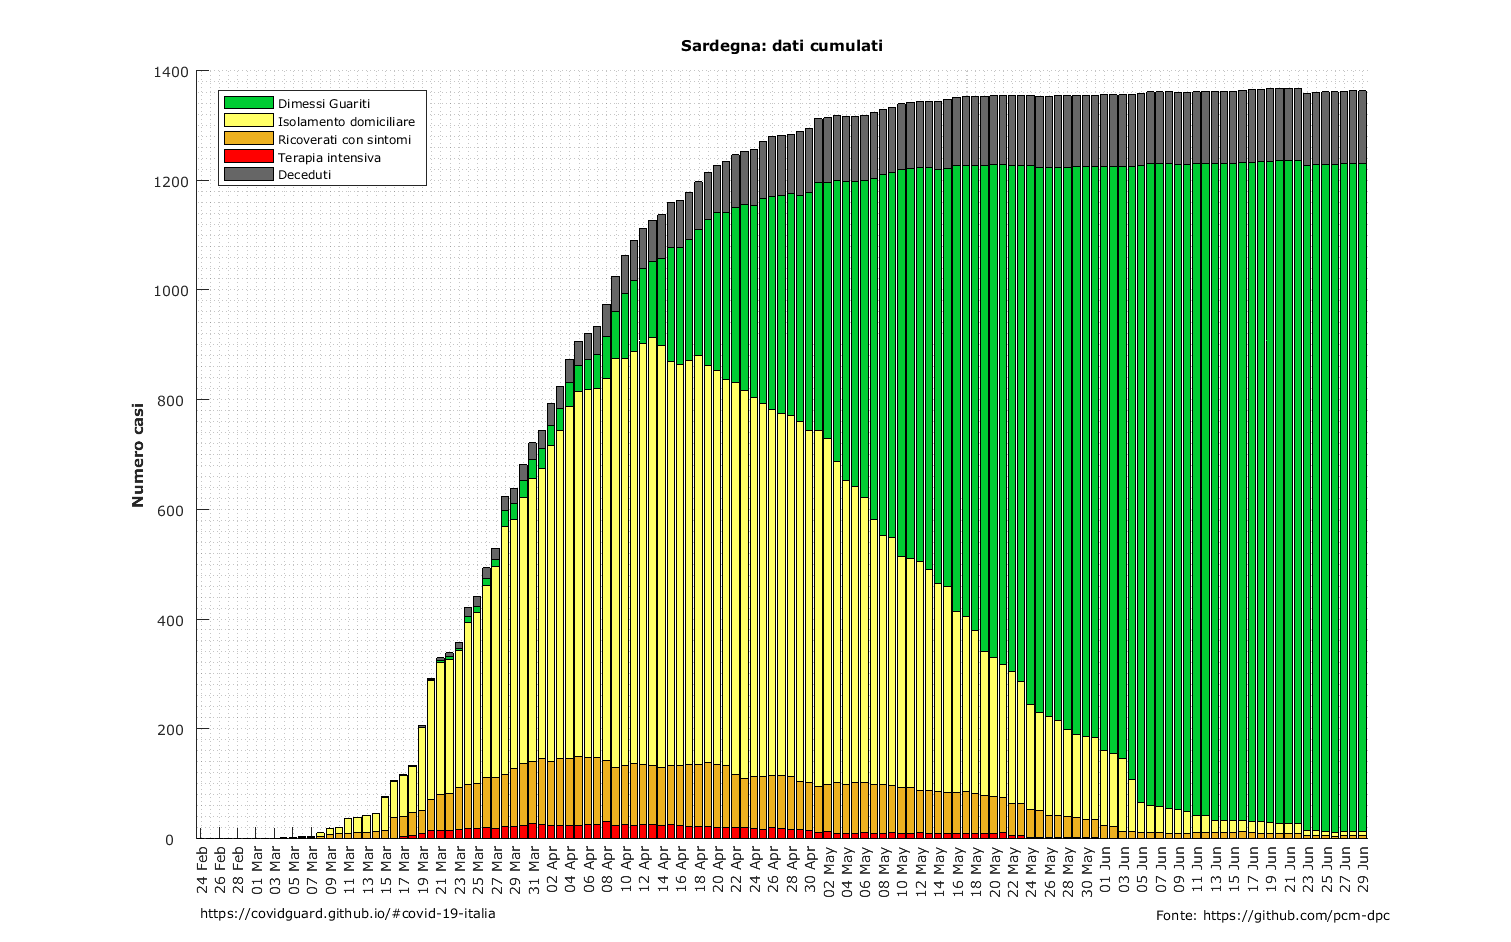 Sardegna: dati cumulati
1400
1200
1000
800
600
400
200
0
Numero casi
Dimessi Guariti
Isolamento domiciliare
Ricoverati con sintomi
Terapia intensiva
Deceduti
24 Feb
26 Feb
28 Feb
01 Mar
03 Mar
05 Mar
07 Mar
09 Mar
11 Mar
13 Mar
15 Mar
17 Mar
19 Mar
21 Mar
23 Mar
25 Mar
27 Mar
29 Mar
31 Mar
02 Apr
04 Apr
06 Apr
08 Apr
10 Apr
12 Apr
14 Apr
16 Apr
18 Apr
20 Apr
22 Apr
24 Apr
26 Apr
28 Apr
30 Apr
02 May
04 May
06 May
08 May
10 May
12 May
14 May
16 May
18 May
20 May
22 May
24 May
26 May
28 May
30 May
01 Jun
03 Jun
05 Jun
07 Jun
09 Jun
11 Jun
13 Jun
15 Jun
17 Jun
19 Jun
21 Jun
23 Jun
25 Jun
27 Jun
29 Jun
https://covidguard.github.io/#covid-19-italia
Fonte: https://github.com/pcm-dpc